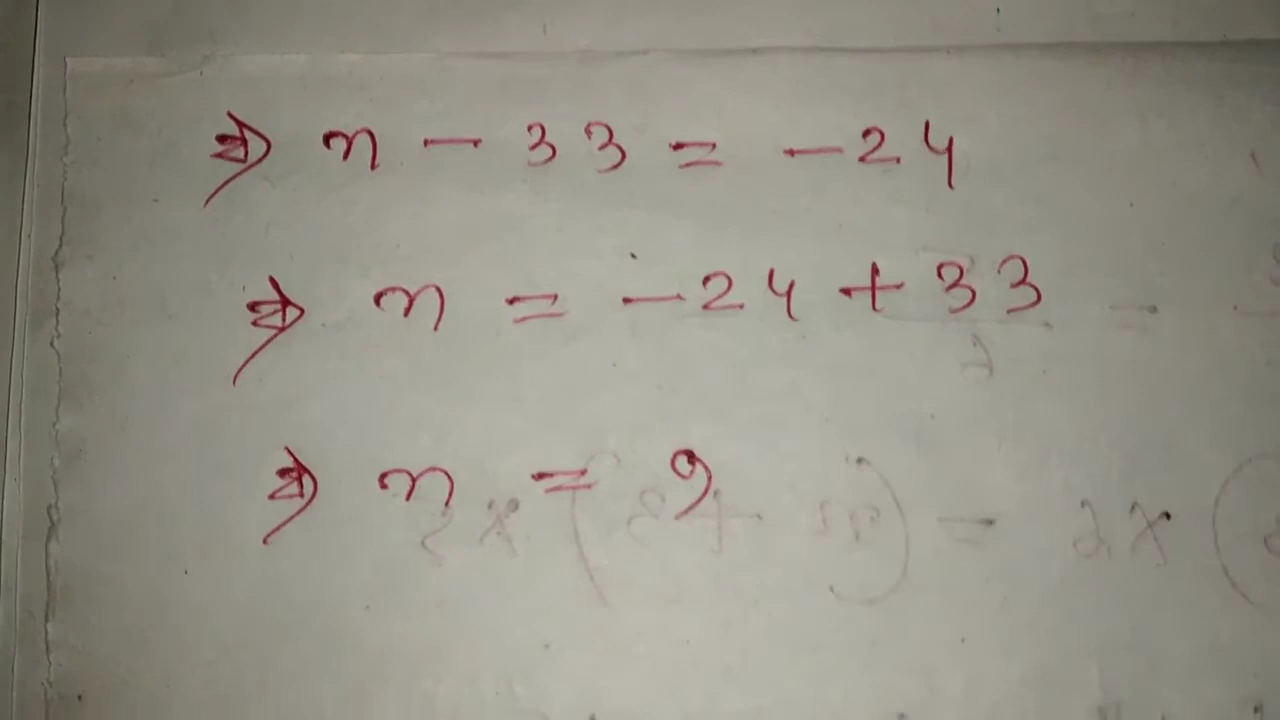 ⇒ n - 33 = -24
⇒ n = -24 + 33
⇒ n = 9